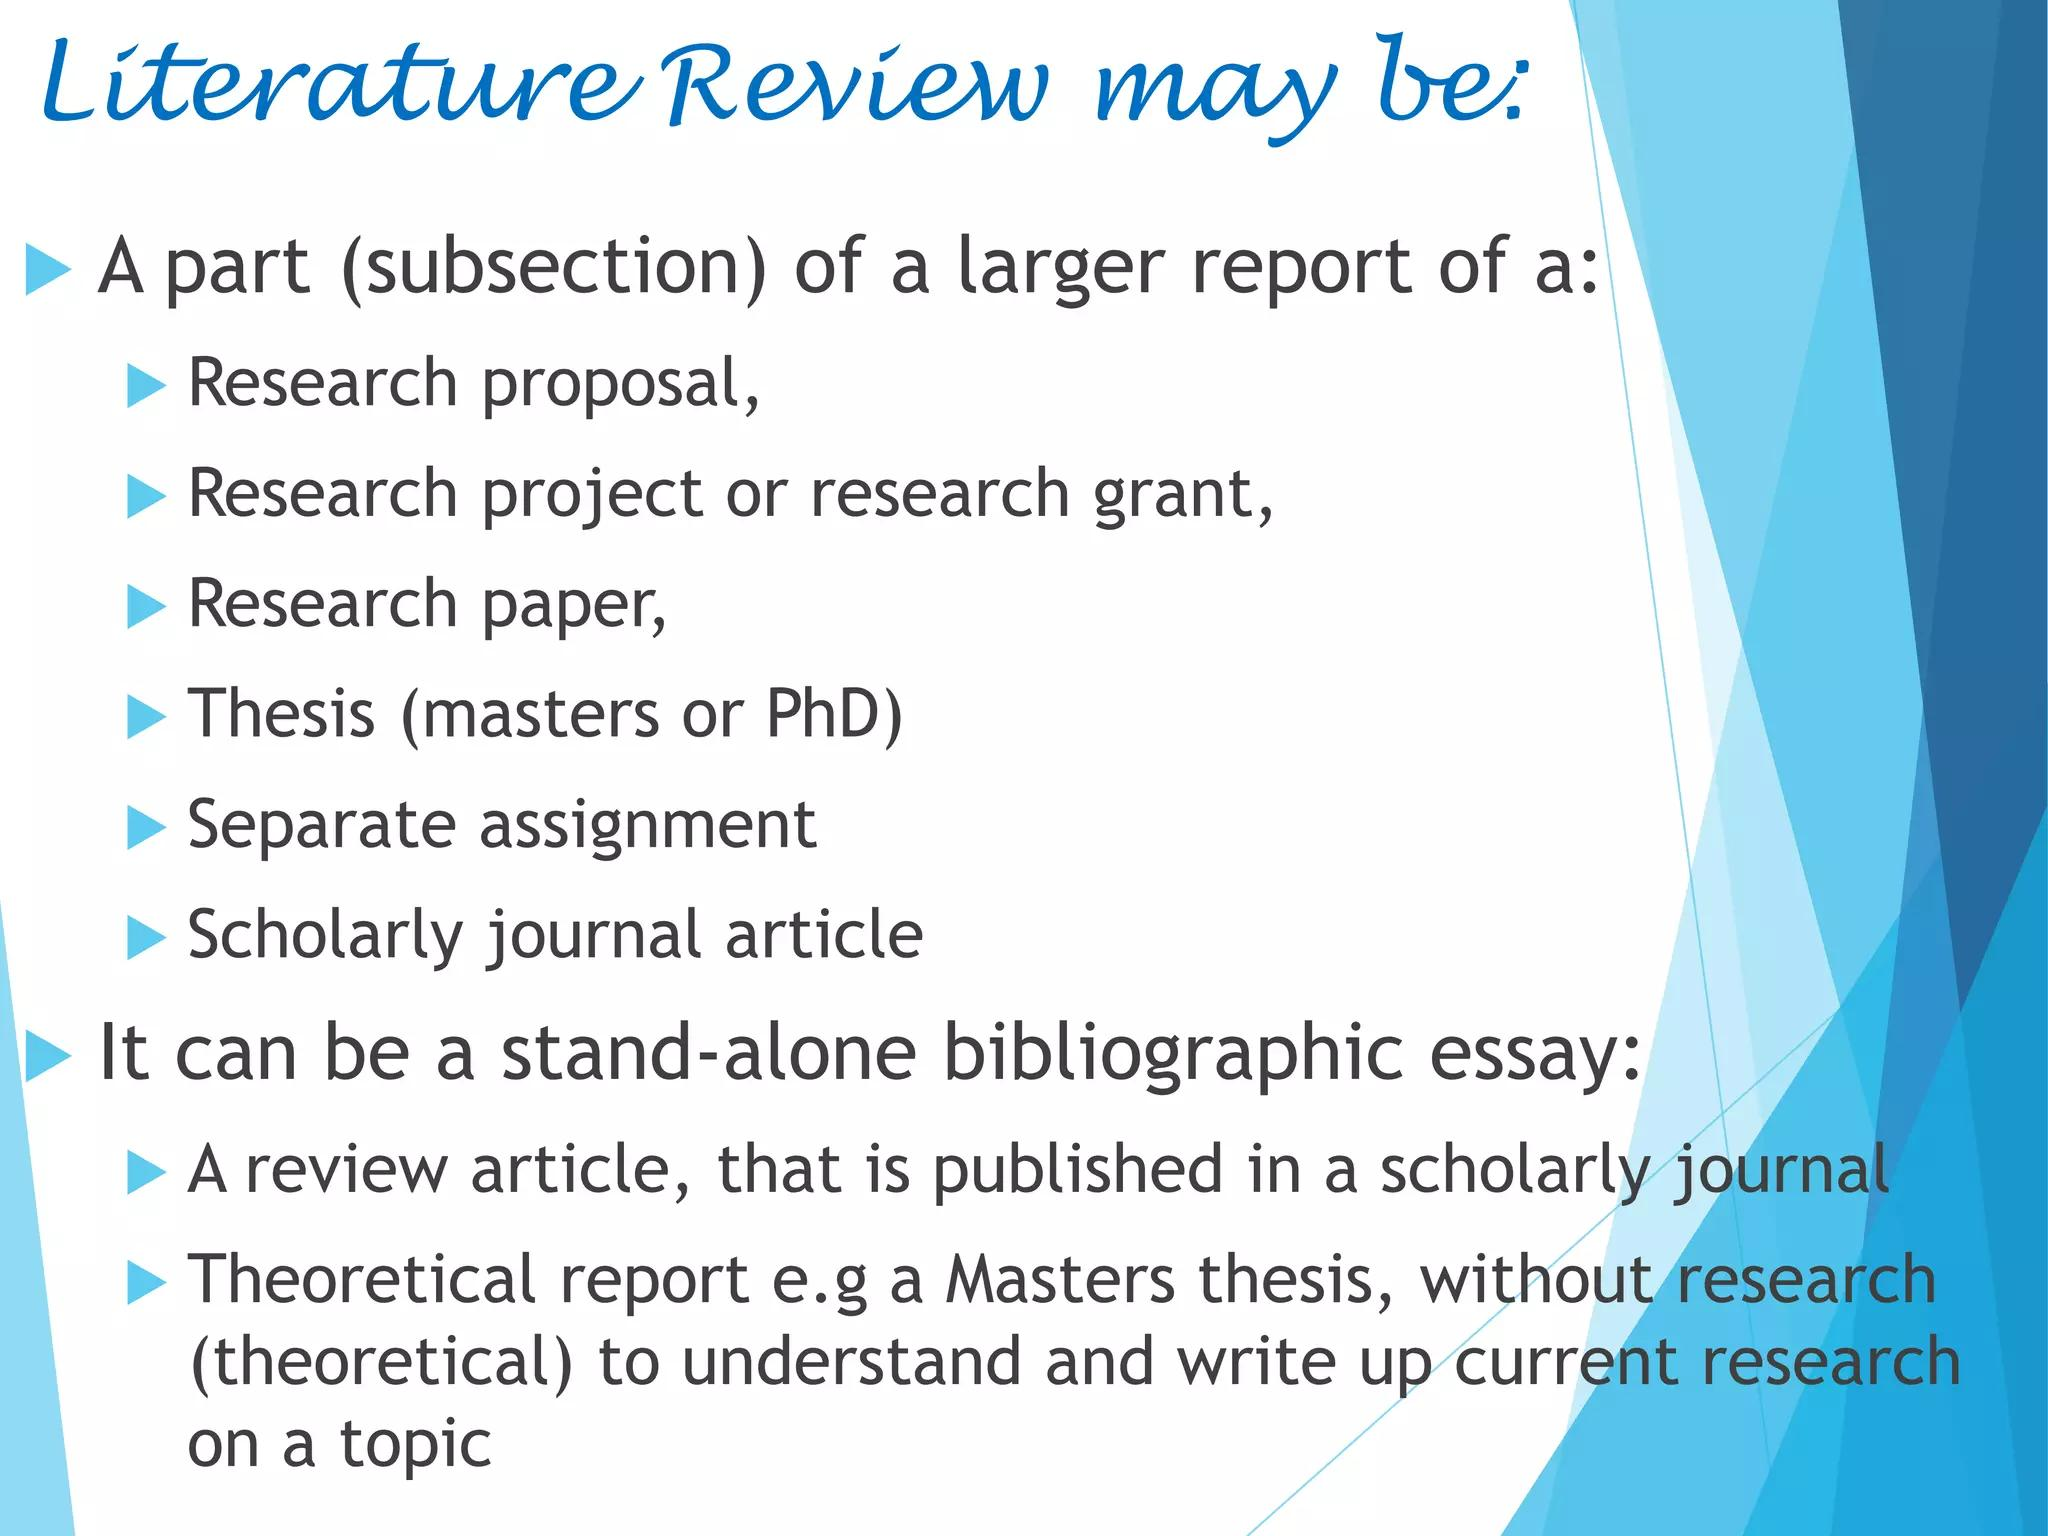 Literature Review may be:
A part (subsection) of a larger report of a:
Research proposal,
Research project or research grant,
Research paper,
Thesis (masters or PhD)
Separate assignment
Scholarly journal article
It can be a stand-alone bibliographic essay:
A review article, that is published in a scholarly journal
Theoretical report e.g a Masters thesis, without research
(theoretical) to understand and write up current research
on a topic